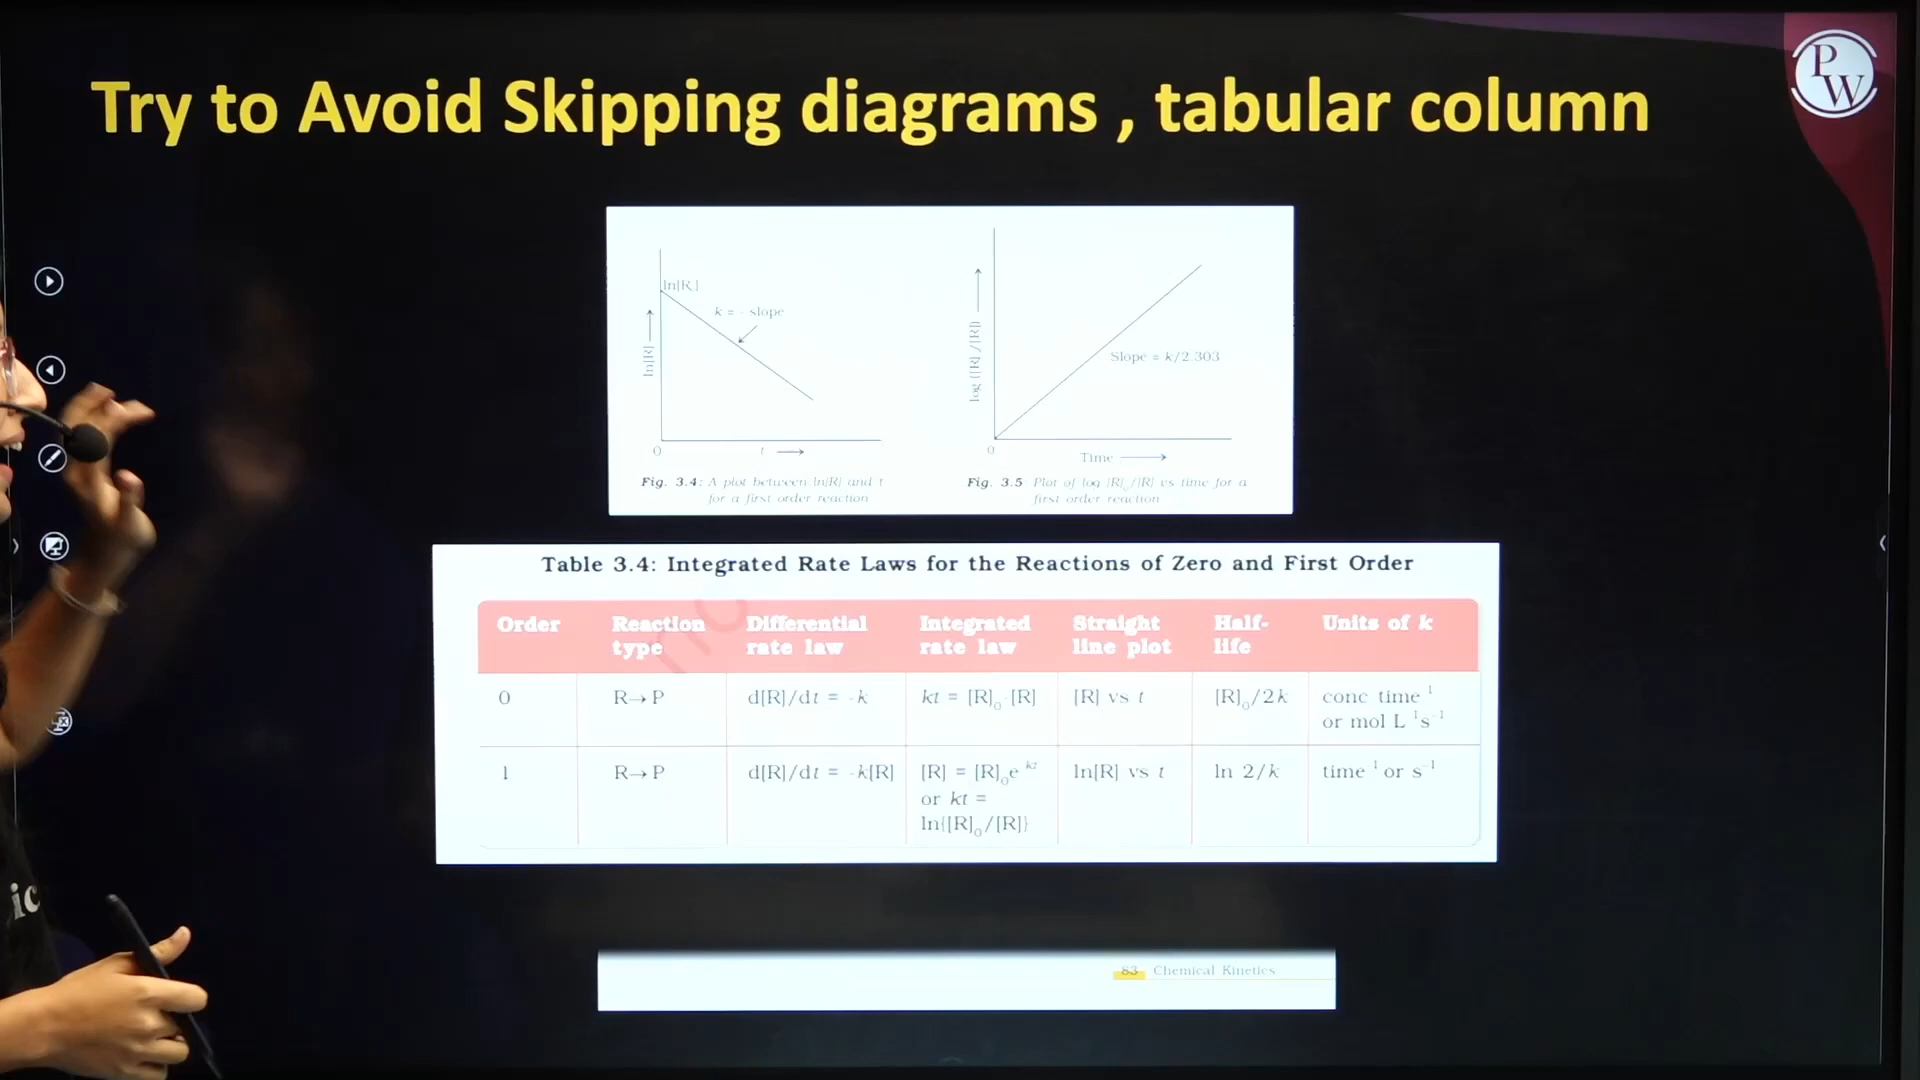 PW
Try to Avoid Skipping diagrams , tabular column
ln[R₀]
k = - slope
ln[R]
0
t
Fig. 3.4: A plot between ln[R] and t
for a first order reaction
log ([R]₀/[R])
Slope = k/2.303
0
Time
Fig. 3.5 Plot of log [R]₀/[R] vs time for a
first order reaction
Table 3.4: Integrated Rate Laws for the Reactions of Zero and First Order
Order Reaction type Differential rate law Integrated rate law Straight line plot Half-life Units of k
0 R→P d[R]/dt = -k kt = [R]₀-[R] [R] vs t [R]₀/2k conc time⁻¹
or mol L⁻¹s⁻¹
1 R→P d[R]/dt = -k[R] [R] = [R]₀e⁻ᵏᵗ ln[R] vs t ln 2/k time⁻¹ or s⁻¹
or kt =
ln{[R]₀/[R]}
83 Chemical Kinetics
ic